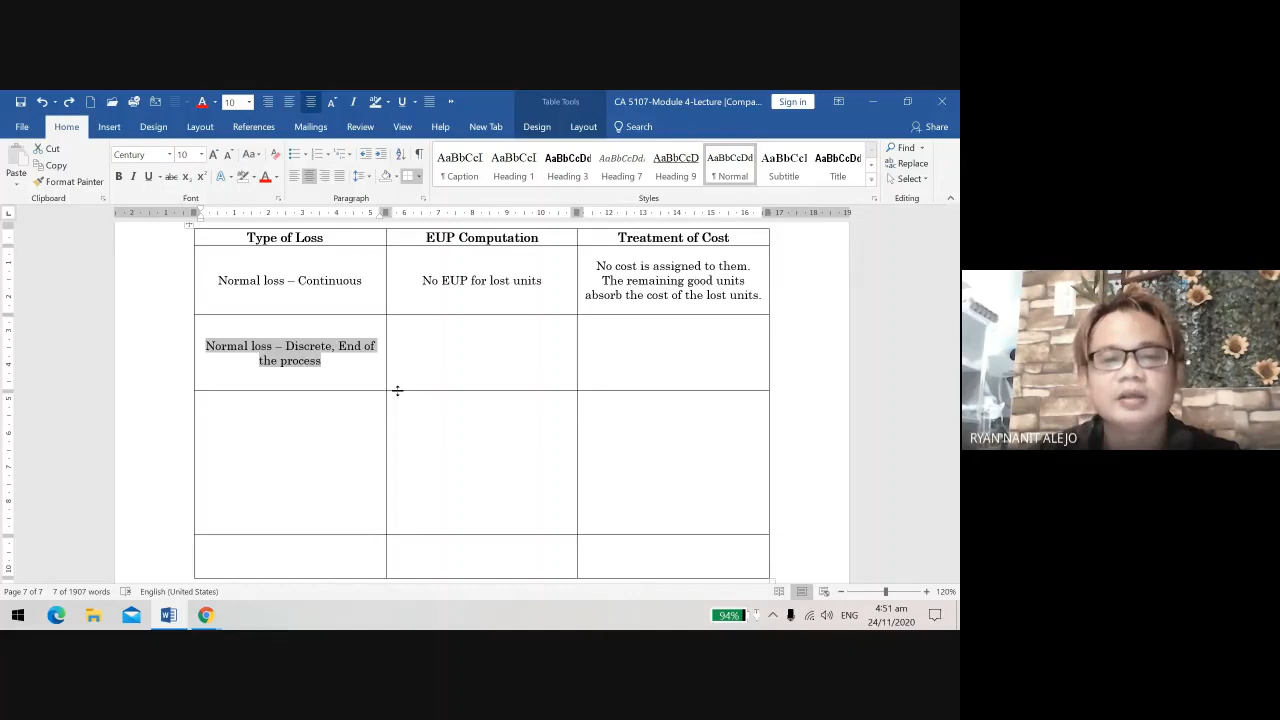 10
Table Tools
CA 5107-Module 4-Lecture [Compa...
Sign in
File
Home
Insert
Design
Layout
References
Mailings
Review
View
Help
New Tab
Design
Layout
Search
Share
Paste
Cut
Copy
Format Painter
Clipboard
Century
10
Font
Paragraph
AaBbCcI
¶ Caption
AaBbCcI
Heading 1
AaBbCcDd
Heading 3
AaBbCcDd
Heading 7
AaBbCcD
Heading 9
AaBbCcDd
¶ Normal
AaBbCcI
Subtitle
AaBbCcDd
Title
Styles
Find
Replace
Select
Editing
Type of Loss
EUP Computation
Treatment of Cost
Normal loss – Continuous
No EUP for lost units
No cost is assigned to them.
The remaining good units
absorb the cost of the lost units.
Normal loss – Discrete, End of
the process
RYAN NANIT ALEJO
Page 7 of 7
7 of 1907 words
English (United States)
120%
94%
ENG
4:51 am
24/11/2020